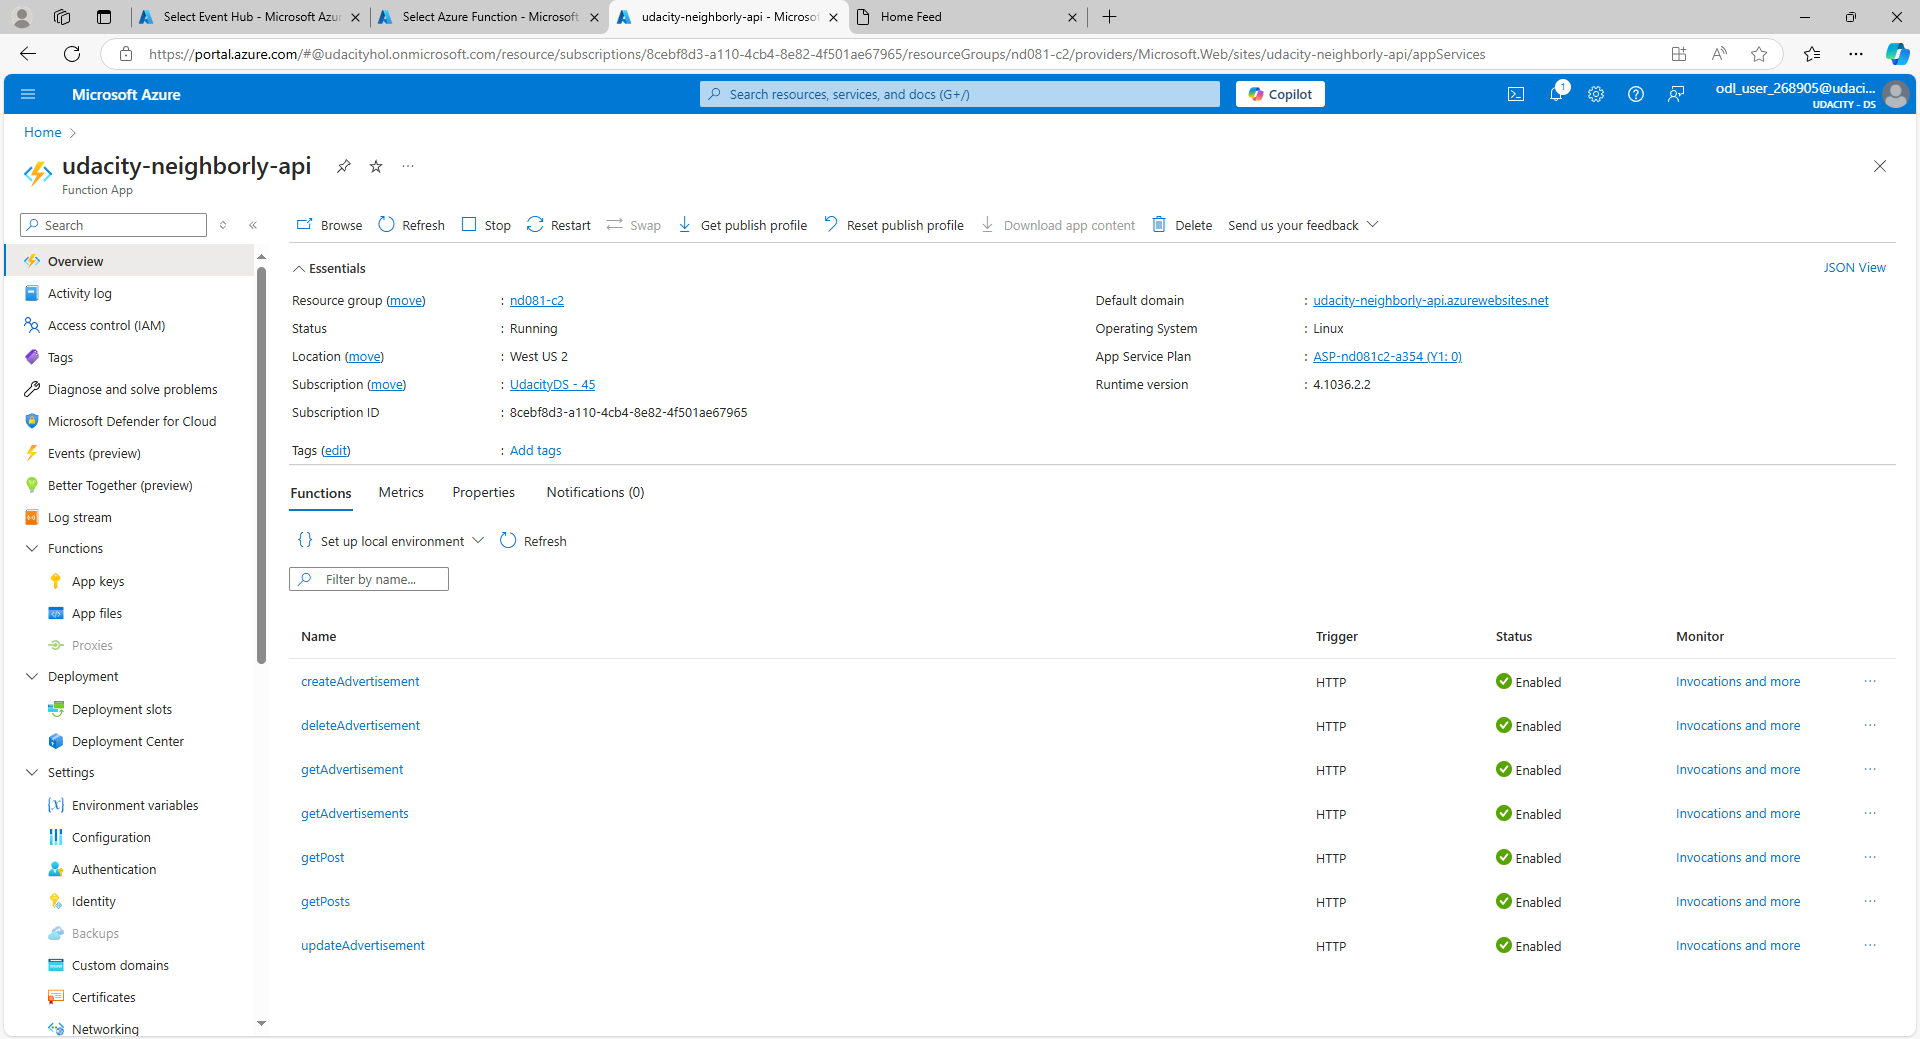 Select Event Hub - Microsoft Azur
Select Azure Function - Microsoft
udacity-neighborly-api - Microsof
Home Feed
https://portal.azure.com/#@udacityhol.onmicrosoft.com/resource/subscriptions/8cebf8d3-a110-4cb4-8e82-4f501ae67965/resourceGroups/nd081-c2/providers/Microsoft.Web/sites/udacity-neighborly-api/appServices
Microsoft Azure
Search resources, services, and docs (G+/)
Copilot
1
odl_user_268905@udaci...
UDACITY - DS
Home
udacity-neighborly-api
Function App
Search
Browse
Refresh
Stop
Restart
Swap
Get publish profile
Reset publish profile
Download app content
Delete
Send us your feedback
Overview
Activity log
Access control (IAM)
Tags
Diagnose and solve problems
Microsoft Defender for Cloud
Events (preview)
Better Together (preview)
Log stream
Functions
App keys
App files
Proxies
Deployment
Deployment slots
Deployment Center
Settings
Environment variables
Configuration
Authentication
Identity
Backups
Custom domains
Certificates
Networking
Essentials
JSON View
Resource group (move) : nd081-c2
Status : Running
Location (move) : West US 2
Subscription (move) : UdacityDS - 45
Subscription ID : 8cebf8d3-a110-4cb4-8e82-4f501ae67965
Tags (edit) : Add tags
Default domain : udacity-neighborly-api.azurewebsites.net
Operating System : Linux
App Service Plan : ASP-nd081c2-a354 (Y1: 0)
Runtime version : 4.1036.2.2
Functions
Metrics
Properties
Notifications (0)
Set up local environment
Refresh
Filter by name...
Name Trigger Status Monitor
createAdvertisement HTTP Enabled Invocations and more
deleteAdvertisement HTTP Enabled Invocations and more
getAdvertisement HTTP Enabled Invocations and more
getAdvertisements HTTP Enabled Invocations and more
getPost HTTP Enabled Invocations and more
getPosts HTTP Enabled Invocations and more
updateAdvertisement HTTP Enabled Invocations and more